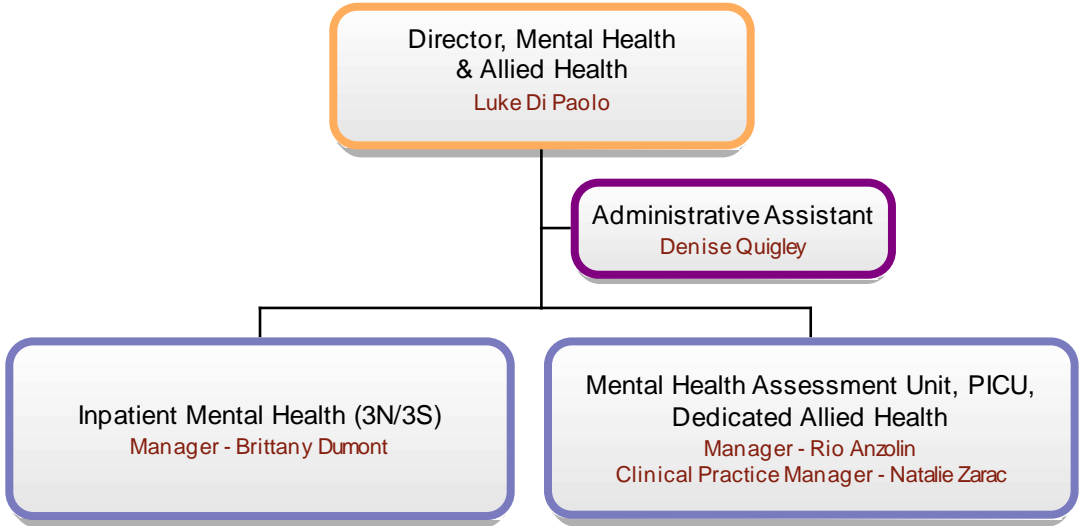 Director, Mental Health
& Allied Health
Luke Di Paolo
Administrative Assistant
Denise Quigley
Inpatient Mental Health (3N/3S)
Manager - Brittany Dumont
Mental Health Assessment Unit, PICU,
Dedicated Allied Health
Manager - Rio Anzolin
Clinical Practice Manager - Natalie Zarac